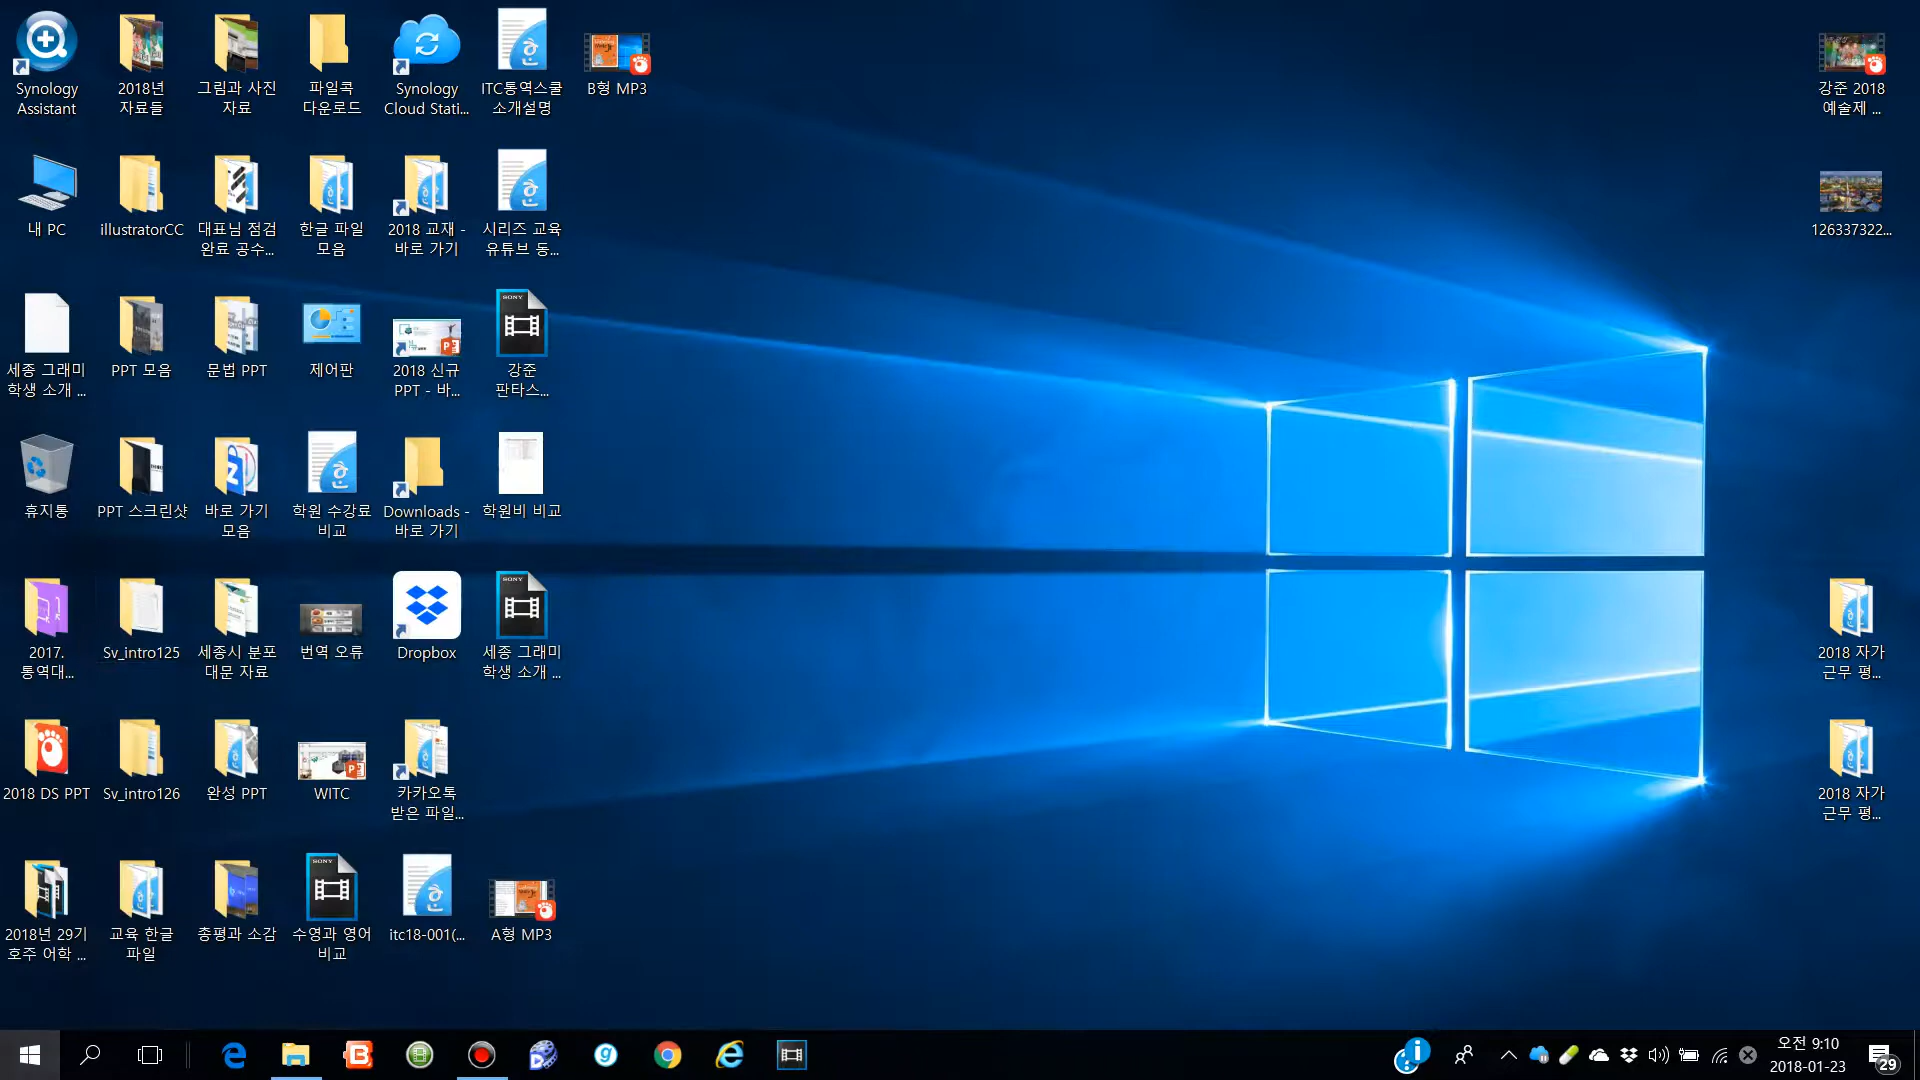 Synology
Assistant
2018년
자료들
그림과 사진
자료
파일콕
다운로드
Synology
Cloud Stati...
ITC통역스쿨
소개설명
B형 MP3
강준 2018
예술제 ...
내 PC
illustratorCC
대표님 점검
완료 공수...
한글 파일
모음
2018 교재 -
바로 가기
시리즈 교육
유튜브 동...
126337322...
세종 그래미
학생 소개 ...
PPT 모음
문법 PPT
제어판
2018 신규
PPT - 바...
SONY
강준
판타스...
휴지통
PPT 스크린샷
바로 가기
모음
학원 수강료
비교
Downloads -
바로 가기
학원비 비교
2017.
통역대...
Sv_intro125
세종시 분포
대문 자료
번역 오류
Dropbox
SONY
세종 그래미
학생 소개 ...
2018 자가
근무 평...
2018 DS PPT
Sv_intro126
완성 PPT
WITC
카카오톡
받은 파일...
2018 자가
근무 평...
2018년 29기
호주 어학 ...
교육 한글
파일
총평과 소감
SONY
수영과 영어
비교
itc18-001(...
A형 MP3
오전 9:10
2018-01-23
29